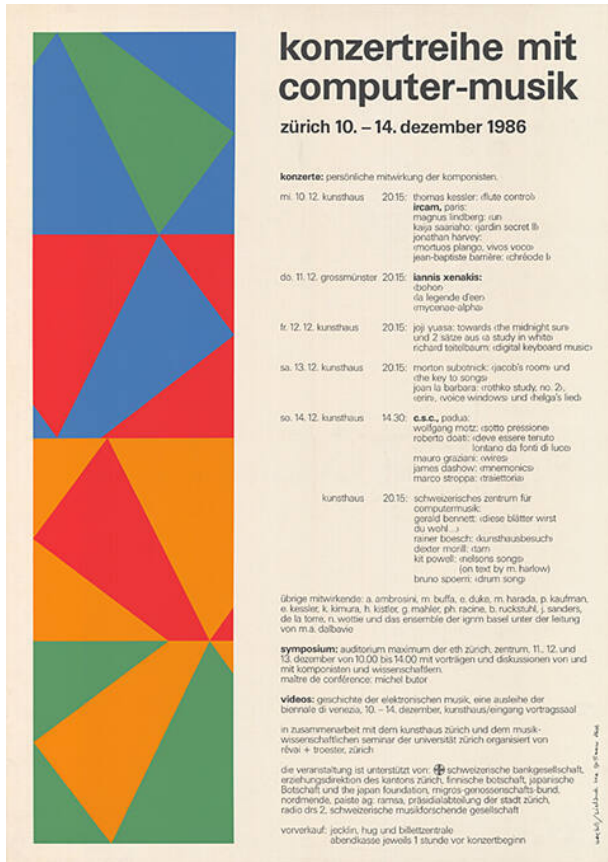 konzertreihe mit
computer-musik
zürich 10. – 14. dezember 1986
konzerte: persönliche mitwirkung der komponisten.
mi. 10. 12. kunsthaus 20.15: thomas kessler: ‹flute control›
ircam, paris:
magnus lindberg: ‹ur›
kaija saariaho: ‹jardin secret II›
jonathan harvey:
‹mortuos plango, vivos voco›
jean-baptiste barrière: ‹chréode I›
do. 11. 12. grossmünster 20.15: iannis xenakis:
‹bohor›
‹la legende d'eer›
‹mycenae-alpha›
fr. 12. 12. kunsthaus 20.15: joji yuasa: towards ‹the midnight sun›
und 2 sätze aus ‹a study in white›
richard teitelbaum: ‹digital keyboard music›
sa. 13. 12. kunsthaus 20.15: morton subotnick: ‹jacob's room› und
‹the key to songs›
joan la barbara: ‹rothko study, no. 2›,
‹erin›, ‹voice windows› und ‹helga's lied›
so. 14. 12. kunsthaus 14.30: c.s.c., padua:
wolfgang motz: ‹sotto pressione›
roberto doati: ‹deve essere tenuto
lontano da fonti di luce›
mauro graziani: ‹wires›
james dashow: ‹mnemonics›
marco stroppa: ‹traiettoria›
kunsthaus 20.15: schweizerisches zentrum für
computermusik:
gerald bennett: ‹diese blätter wirst
du wohl ...›
rainer boesch: ‹kunsthausbesuch›
dexter morill: ‹tarr›
kit powell: ‹nelsons songs›
(on text by m. harlow)
bruno spoerri: ‹drum song›
übrige mitwirkende: a. ambrosini, m. buffa, e. duke, m. harada, p. kaufman,
e. kessler, k. kimura, h. kistler, g. mahler, ph. racine, b. ruckstuhl, j. sanders,
de la torre, n. wottie und das ensemble der ignm basel unter der leitung
von m.a. dalbavie
symposium: auditorium maximum der eth zürich, zentrum, 11., 12. und
13. dezember von 10.00 bis 14.00 mit vorträgen und diskussionen von und
mit komponisten und wissenschaftlern.
maître de conférence: michel butor
videos: geschichte der elektronischen musik, eine ausleihe der
biennale di venezia, 10. – 14. dezember, kunsthaus/eingang vortragssaal
in zusammenarbeit mit dem kunsthaus zürich und dem musik-
wissenschaftlichen seminar der universität zürich organisiert von
révai + troester, zürich
die veranstaltung ist unterstützt von: schweizerische bankgesellschaft,
erziehungsdirektion des kantons zürich, finnische botschaft, japanische
Botschaft und the japan foundation, migros-genossenschafts-bund,
nordmende, paiste ag: ramsa, präsidialabteilung der stadt zürich,
radio drs 2, schweizerische musikforschende gesellschaft
vorverkauf: jecklin, hug und billettzentrale
abendkasse jeweils 1 stunde vor konzertbeginn